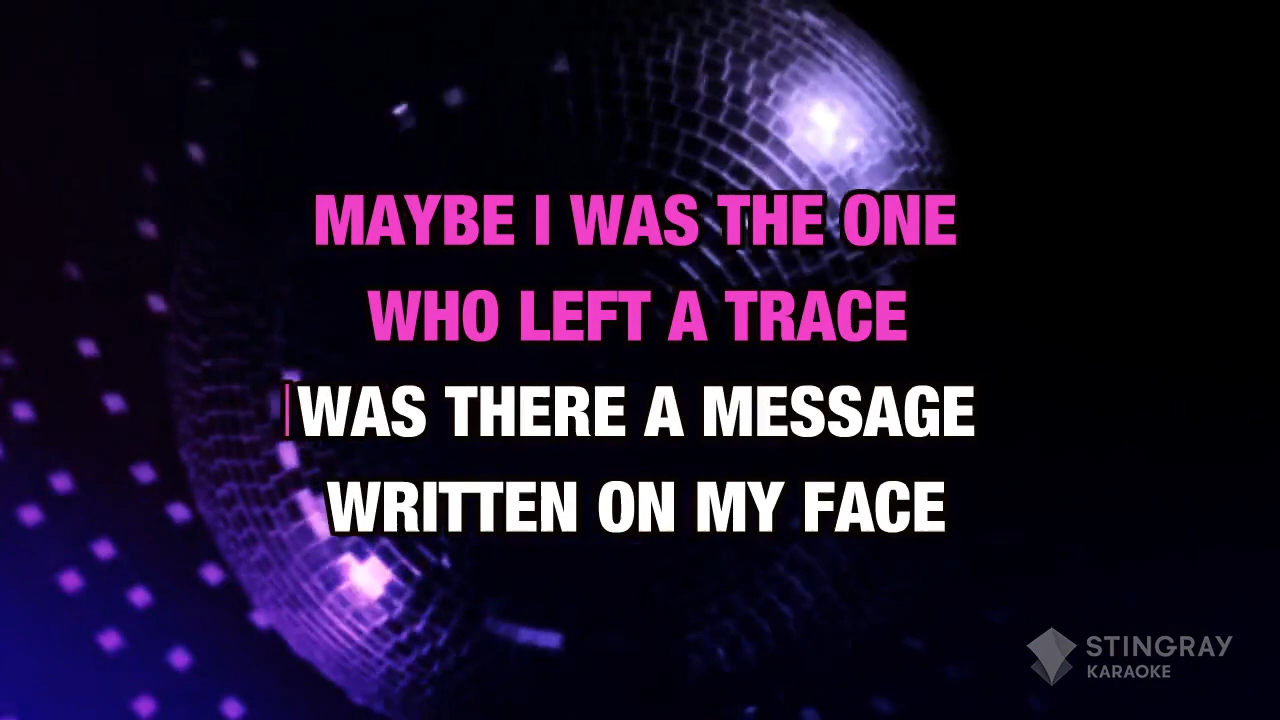 MAYBE I WAS THE ONE
WHO LEFT A TRACE
WAS THERE A MESSAGE
WRITTEN ON MY FACE
STINGRAY
KARAOKE